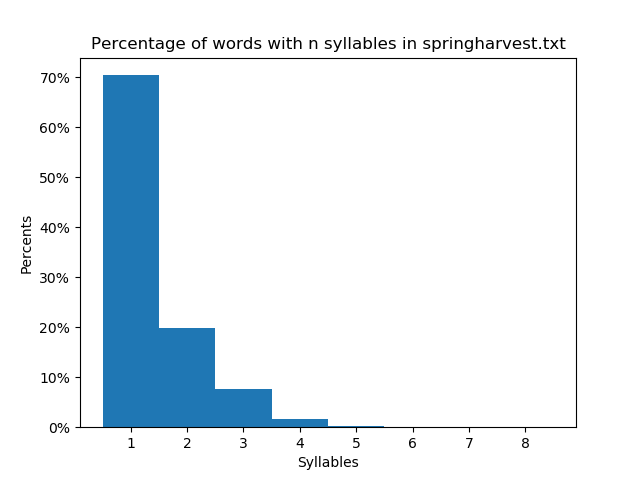 Percentage of words with n syllables in springharvest.txt
70%
60%
50%
40%
30%
20%
10%
0%
Percents
1 2 3 4 5 6 7 8
Syllables